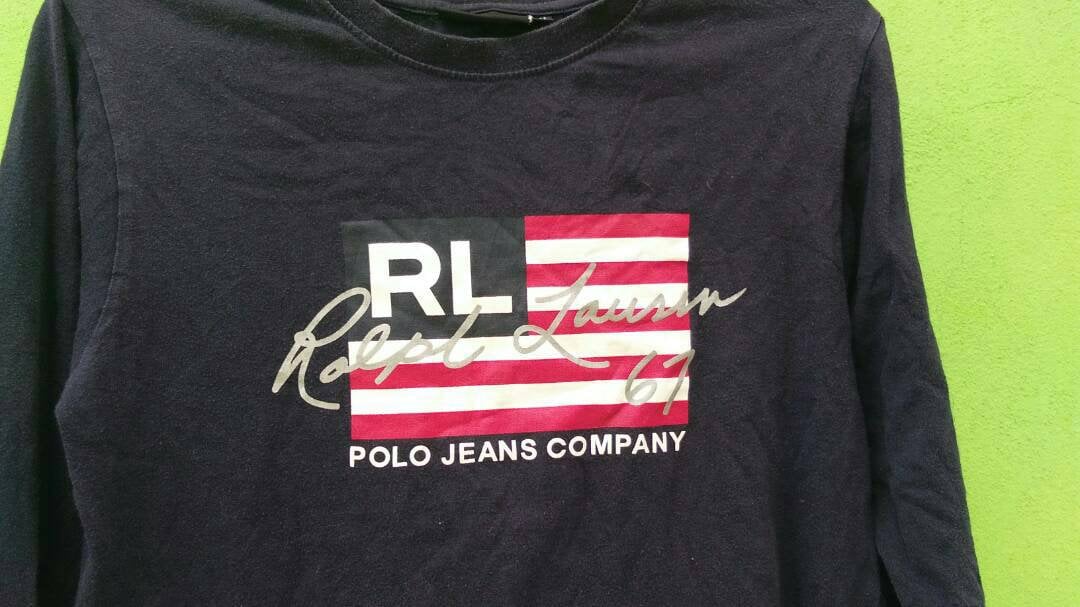 RL
Ralph Lauren
67
POLO JEANS COMPANY